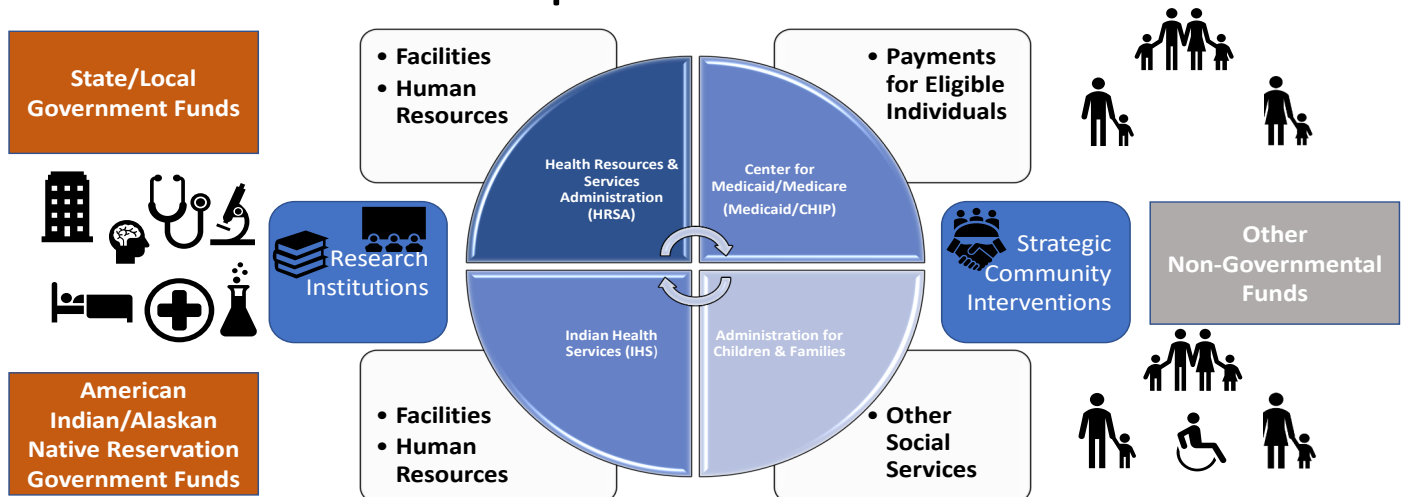 State/Local
Government Funds
• Facilities
• Human
Resources
• Payments
for Eligible
Individuals
Health Resources &
Services
Administration
(HRSA)
Center for
Medicaid/Medicare
(Medicaid/CHIP)
Research
Institutions
Strategic
Community
Interventions
Other
Non-Governmental
Funds
Indian Health
Services (IHS)
Administration for
Children & Families
American
Indian/Alaskan
Native Reservation
Government Funds
• Facilities
• Human
Resources
• Other
Social
Services